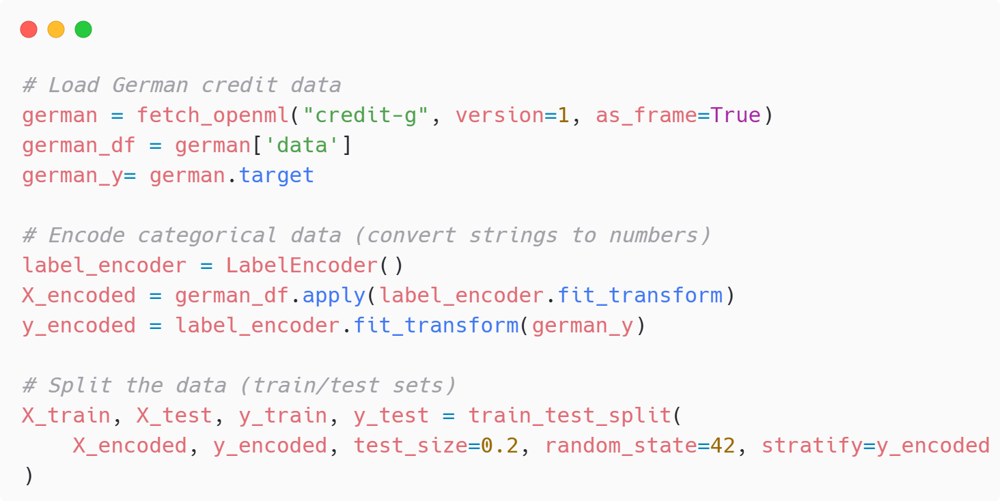 # Load German credit data
german = fetch_openml("credit-g", version=1, as_frame=True)
german_df = german['data']
german_y= german.target
# Encode categorical data (convert strings to numbers)
label_encoder = LabelEncoder()
X_encoded = german_df.apply(label_encoder.fit_transform)
y_encoded = label_encoder.fit_transform(german_y)
# Split the data (train/test sets)
X_train, X_test, y_train, y_test = train_test_split(
    X_encoded, y_encoded, test_size=0.2, random_state=42, stratify=y_encoded
)